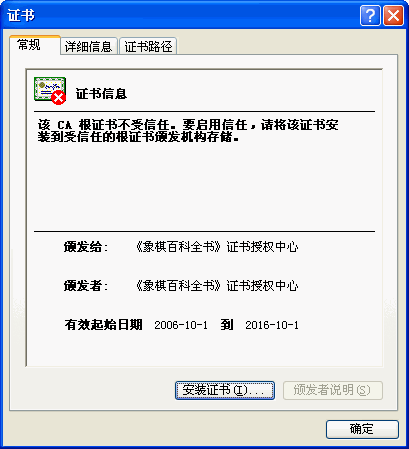 证书
常规 详细信息 证书路径
证书信息
该 CA 根证书不受信任。要启用信任，请将该证书安
装到受信任的根证书颁发机构存储。
颁发给: 《象棋百科全书》证书授权中心
颁发者: 《象棋百科全书》证书授权中心
有效起始日期 2006-10-1 到 2016-10-1
安装证书(I)... 颁发者说明(S)
确定